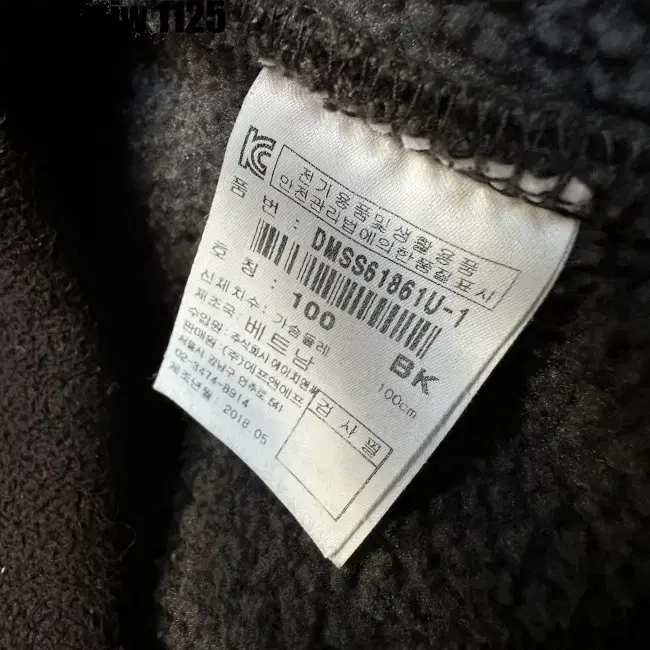 1125
KC
전기용품및생활용품
안전관리법에의한품질표시
품 번 : DMSS61861U-1
호 칭 : 100 BK
신체치수: 가슴둘레 100cm
제조국: 베트남
수입원: 주식회사에이치앤
판매원: (주)에프앤에프
서울시 강남구 언주로 541
02-3474-8914
제조년월: 2018.05
검사필